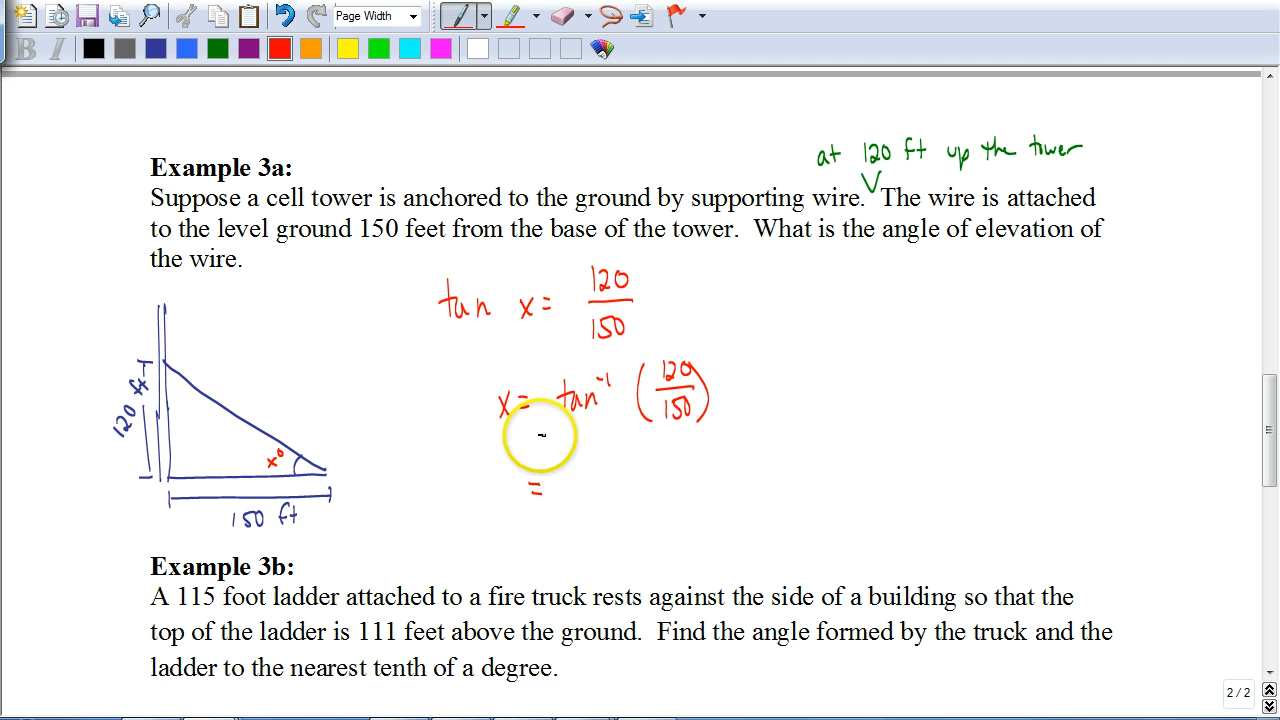 Page Width
B I
at 120 ft up the tower
Example 3a:
Suppose a cell tower is anchored to the ground by supporting wire. The wire is attached
to the level ground 150 feet from the base of the tower. What is the angle of elevation of
the wire.
tan x = 120/150
x = tan⁻¹ (120/150)
=
120 ft
x°
150 ft
Example 3b:
A 115 foot ladder attached to a fire truck rests against the side of a building so that the
top of the ladder is 111 feet above the ground. Find the angle formed by the truck and the
ladder to the nearest tenth of a degree.
2 / 2